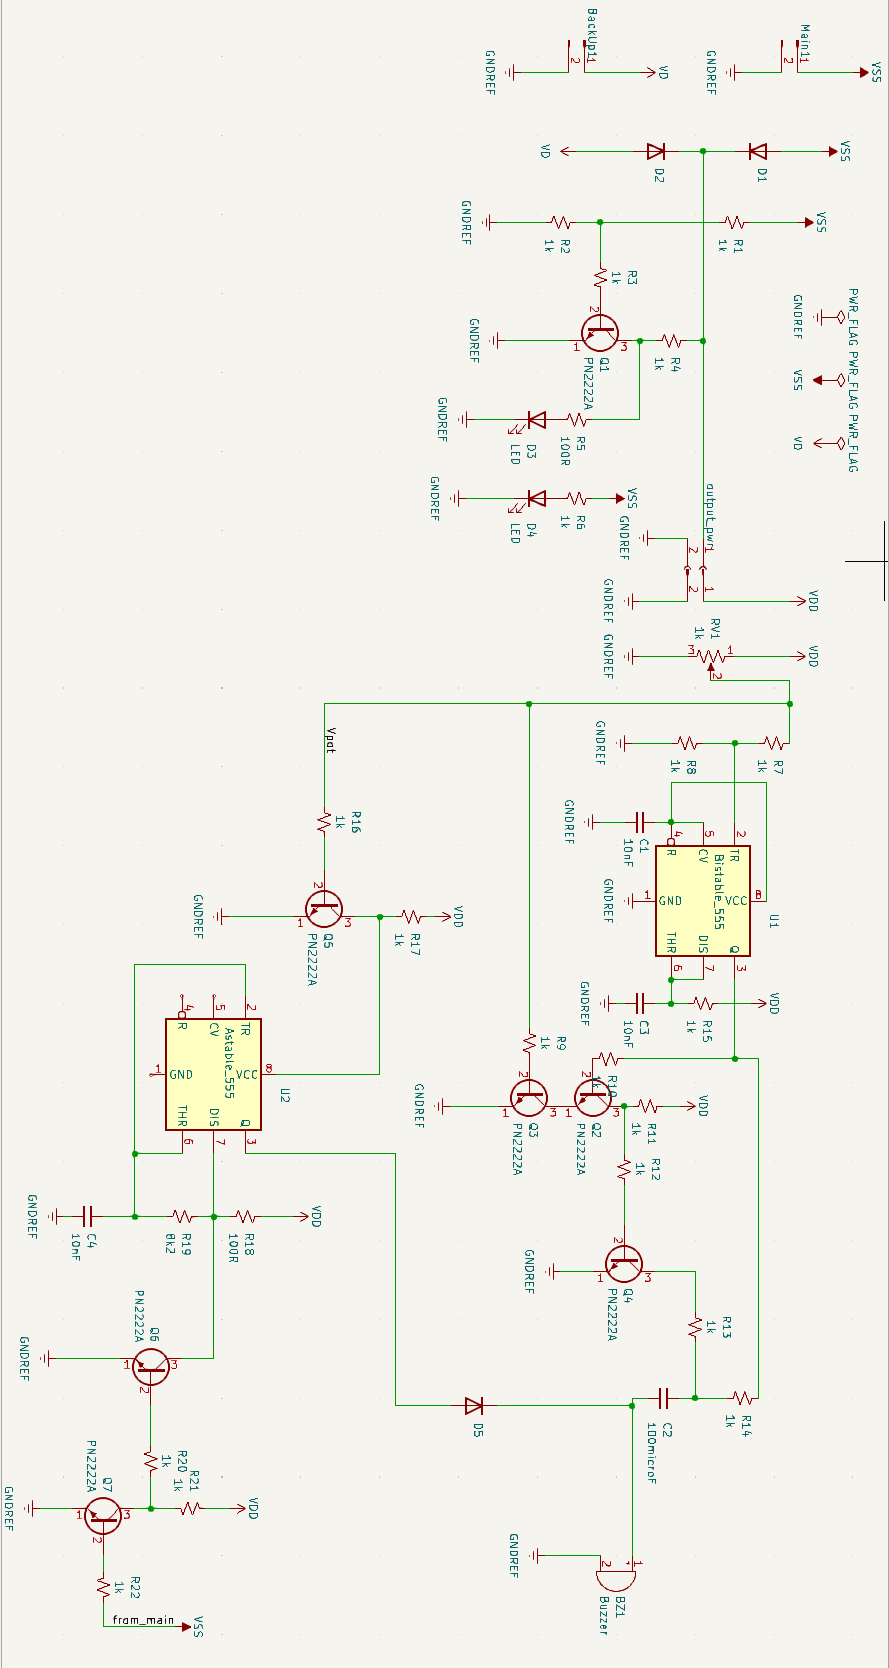 Main1
1
2
VSS
GNDREF
BackUp1
1
2
VD
GNDREF
VSS
D1
D2
VD
VSS
R1
1k
R2
1k
GNDREF
R3
1k
2
1
3
Q1
PN2222A
GNDREF
R4
1k
R5
100R
D3
LED
GNDREF
VSS
R6
1k
D4
LED
GNDREF
PWR_FLAG
GNDREF
PWR_FLAG
VSS
PWR_FLAG
VD
output_pwr1
1
2
GNDREF
1
2
VDD
GNDREF
RV1
1k
1
2
3
VDD
GNDREF
R7
1k
R8
1k
GNDREF
Vpot
C1
10nF
GNDREF
U1
Bistable_555
2
TR
5
CV
4
R
8
VCC
1
GND
3
Q
7
DIS
6
THR
GNDREF
VDD
R15
1k
C3
10nF
GNDREF
R16
1k
2
1
3
Q5
PN2222A
GNDREF
R17
1k
VDD
U2
Astable_555
2
TR
5
CV
4
R
8
VCC
1
GND
3
Q
7
DIS
6
THR
VDD
R18
100R
R19
8k2
C4
10nF
GNDREF
R9
1k
2
1
3
Q3
PN2222A
GNDREF
R10
1k
2
1
3
Q2
PN2222A
R11
1k
VDD
R12
1k
2
1
3
Q4
PN2222A
GNDREF
R13
1k
R14
1k
C2
100microF
D5
1
+
2
BZ1
Buzzer
GNDREF
Q6
PN2222A
1
2
3
GNDREF
R20
1k
R21
1k
VDD
Q7
PN2222A
1
2
3
GNDREF
R22
1k
from_main
VSS